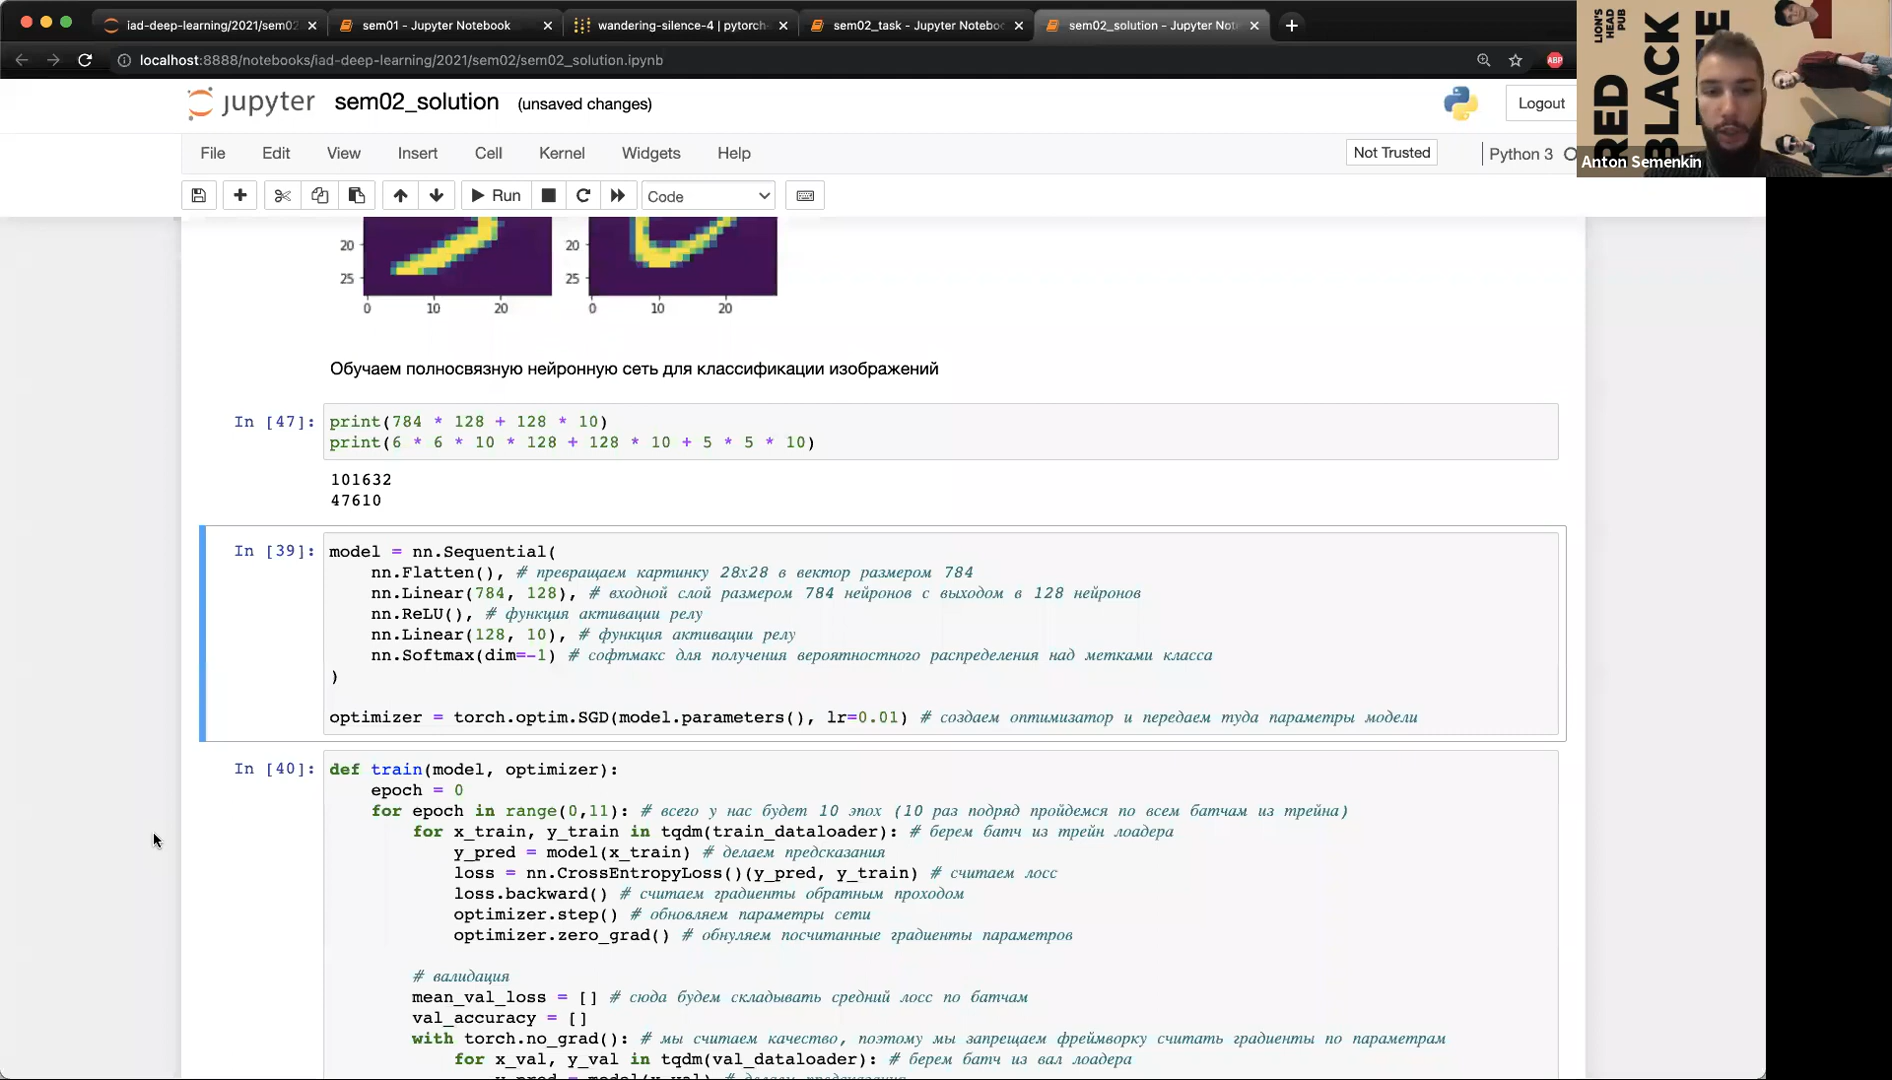 iad-deep-learning/2021/sem02
sem01 - Jupyter Notebook
wandering-silence-4 | pytorch-
sem02_task - Jupyter Noteboo
sem02_solution - Jupyter Not
localhost:8888/notebooks/iad-deep-learning/2021/sem02/sem02_solution.ipynb
ABP
jupyter sem02_solution (unsaved changes)
Logout
File Edit View Insert Cell Kernel Widgets Help
Not Trusted
Python 3
Run
Code
LION'S
HEAD
PUB
RED
BLACK
Anton Semenkin
20
25
0 10 20
20
25
0 10 20
Обучаем полносвязную нейронную сеть для классификации изображений
In [47]:
print(784 * 128 + 128 * 10)
print(6 * 6 * 10 * 128 + 128 * 10 + 5 * 5 * 10)
101632
47610
In [39]:
model = nn.Sequential(
nn.Flatten(), # превращаем картинку 28х28 в вектор размером 784
nn.Linear(784, 128), # входной слой размером 784 нейронов с выходом в 128 нейронов
nn.ReLU(), # функция активации релу
nn.Linear(128, 10), # функция активации релу
nn.Softmax(dim=-1) # софтмакс для получения вероятностного распределения над метками класса
)
optimizer = torch.optim.SGD(model.parameters(), lr=0.01) # создаем оптимизатор и передаем туда параметры модели
In [40]:
def train(model, optimizer):
epoch = 0
for epoch in range(0,11): # всего у нас будет 10 эпох (10 раз подряд пройдемся по всем батчам из трейна)
for x_train, y_train in tqdm(train_dataloader): # берем батч из трейн лоадера
y_pred = model(x_train) # делаем предсказания
loss = nn.CrossEntropyLoss()(y_pred, y_train) # считаем лосс
loss.backward() # считаем градиенты обратным проходом
optimizer.step() # обновляем параметры сети
optimizer.zero_grad() # обнуляем посчитанные градиенты параметров
# валидация
mean_val_loss = [] # сюда будем складывать средний лосс по батчам
val_accuracy = []
with torch.no_grad(): # мы считаем качество, поэтому мы запрещаем фреймворку считать градиенты по параметрам
for x_val, y_val in tqdm(val_dataloader): # берем батч из вал лоадера
y_pred = model(x_val) # делаем предсказания